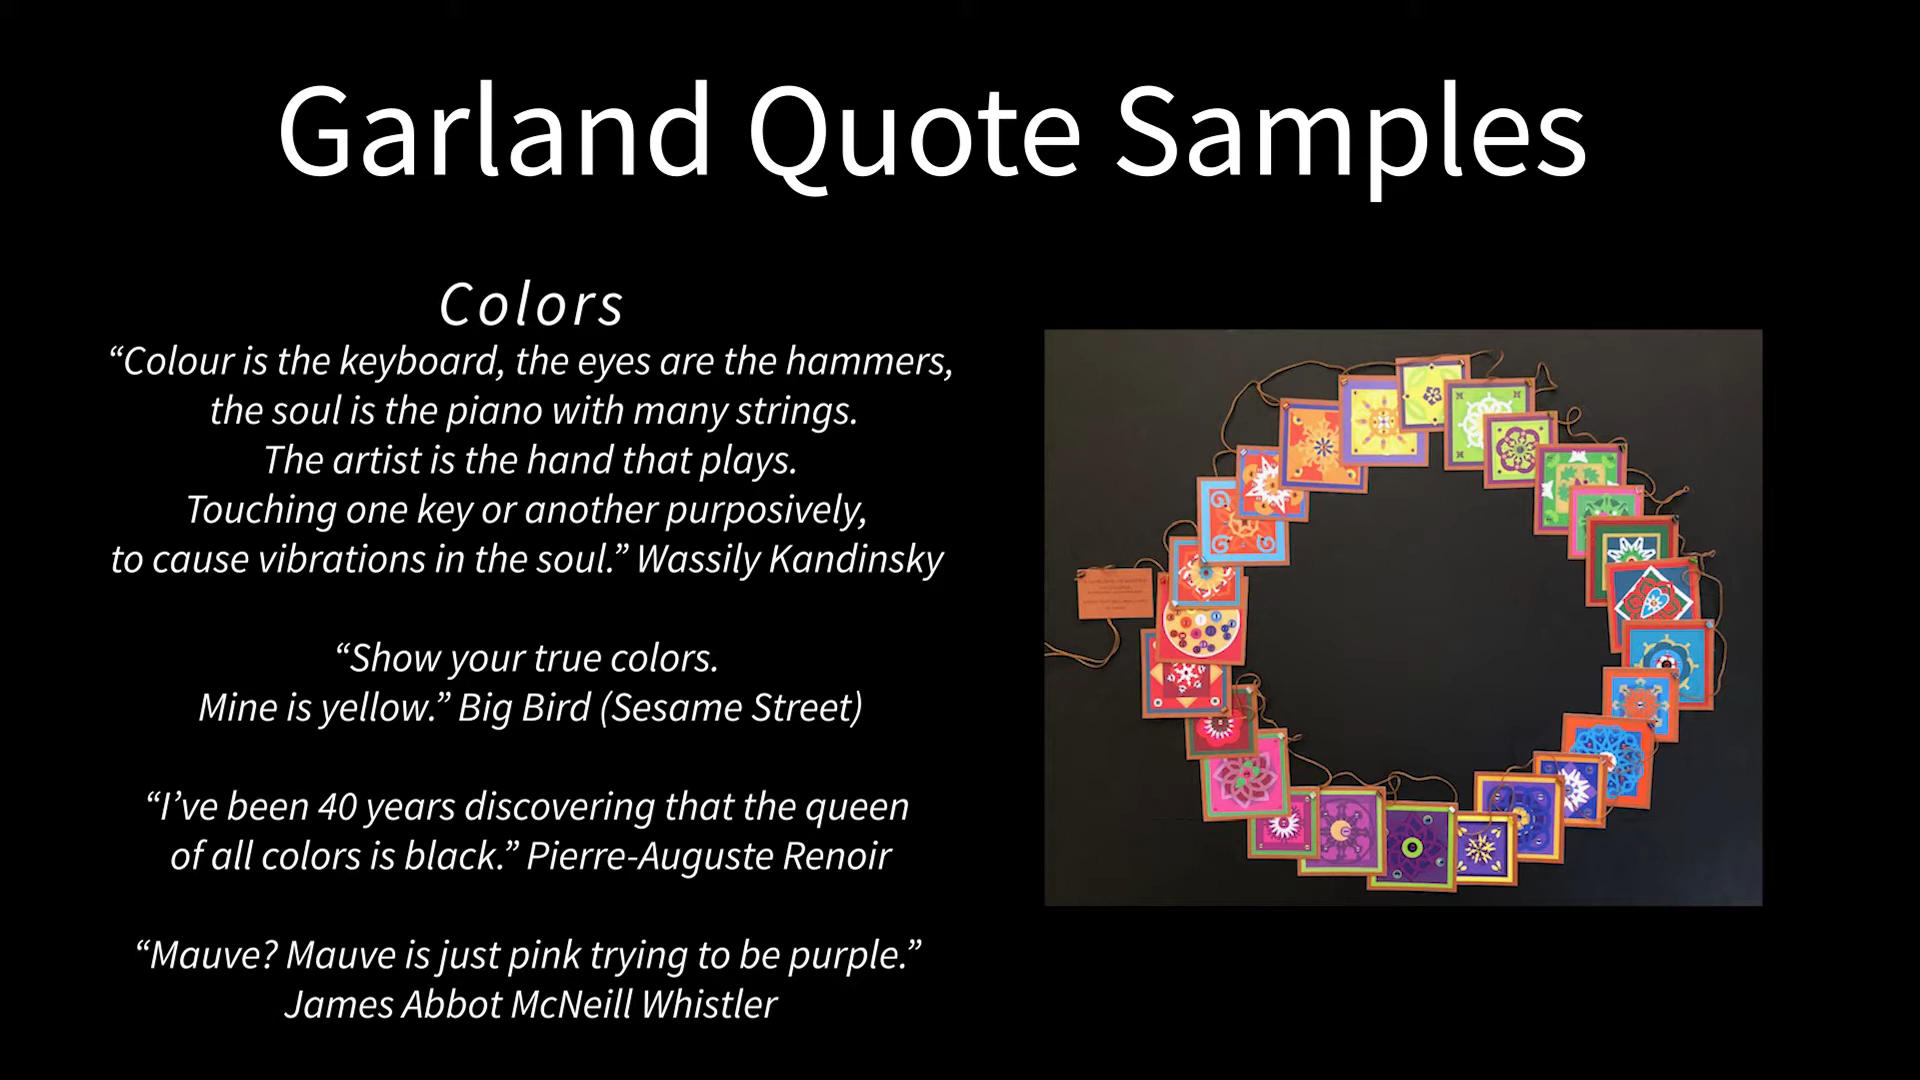 Garland Quote Samples
Colors
“Colour is the keyboard, the eyes are the hammers,
the soul is the piano with many strings.
The artist is the hand that plays.
Touching one key or another purposively,
to cause vibrations in the soul.” Wassily Kandinsky
“Show your true colors.
Mine is yellow.” Big Bird (Sesame Street)
“I’ve been 40 years discovering that the queen
of all colors is black.” Pierre-Auguste Renoir
“Mauve? Mauve is just pink trying to be purple.”
James Abbot McNeill Whistler